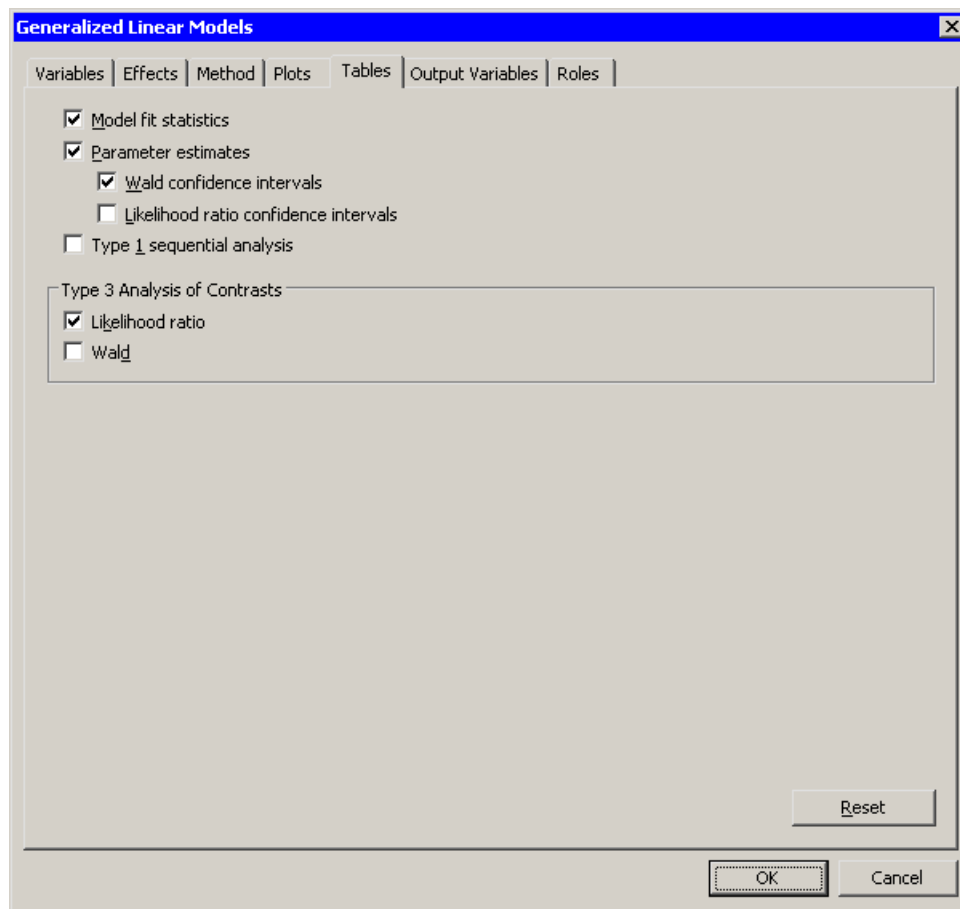 Generalized Linear Models
Variables Effects Method Plots Tables Output Variables Roles
Model fit statistics
Parameter estimates
Wald confidence intervals
Likelihood ratio confidence intervals
Type 1 sequential analysis
Type 3 Analysis of Contrasts
Likelihood ratio
Wald
Reset
OK Cancel